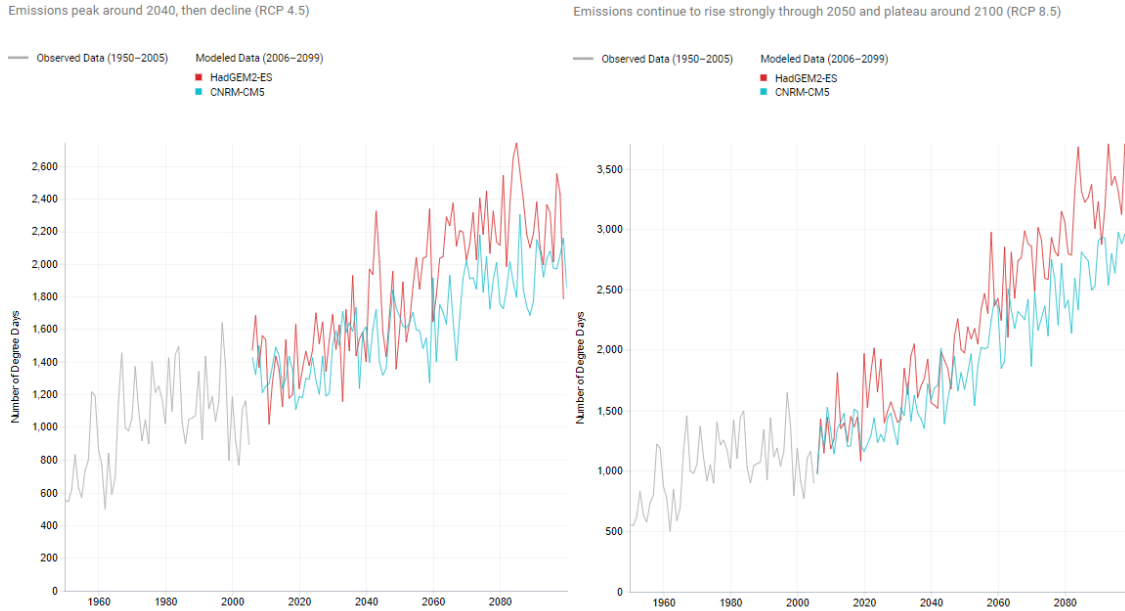 Emissions peak around 2040, then decline (RCP 4.5)
Observed Data (1950–2005)
Modeled Data (2006–2099)
HadGEM2-ES
CNRM-CM5
Number of Degree Days
2,600
2,400
2,200
2,000
1,800
1,600
1,400
1,200
1,000
800
600
400
200
0
1960 1980 2000 2020 2040 2060 2080
Emissions continue to rise strongly through 2050 and plateau around 2100 (RCP 8.5)
Observed Data (1950–2005)
Modeled Data (2006–2099)
HadGEM2-ES
CNRM-CM5
Number of Degree Days
3,500
3,000
2,500
2,000
1,500
1,000
500
0
1960 1980 2000 2020 2040 2060 2080